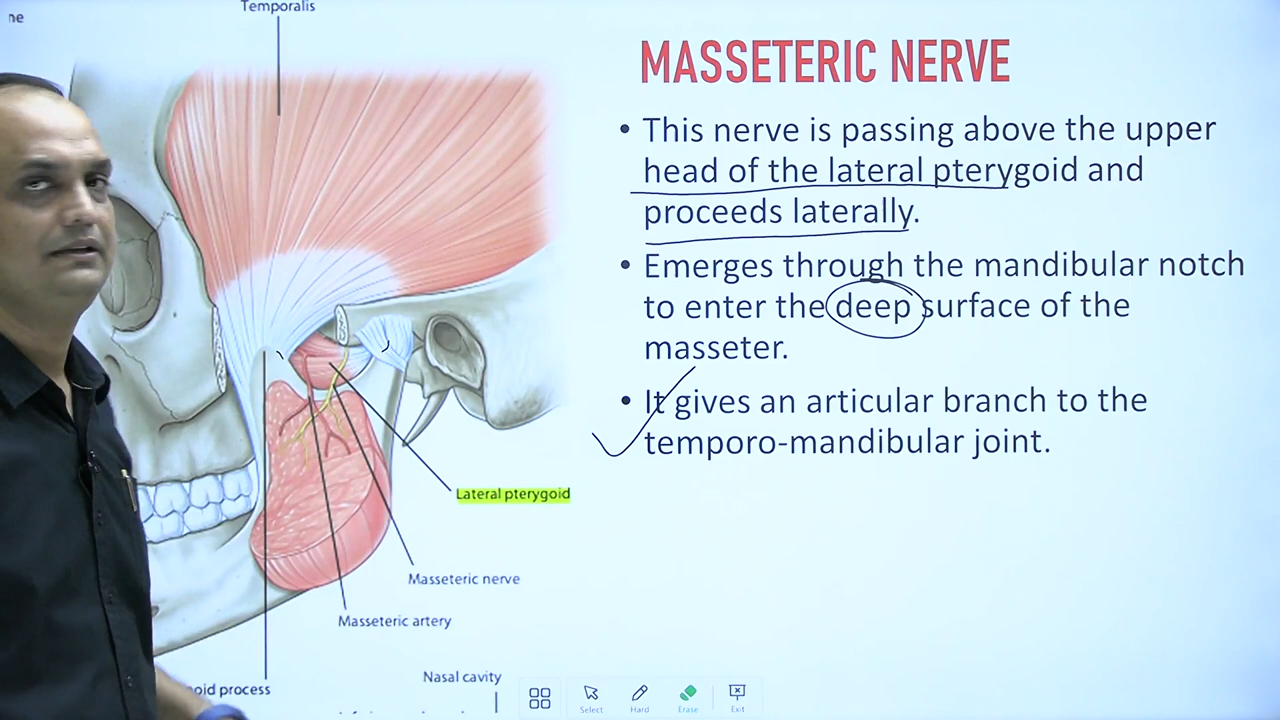 ne
Temporalis
MASSETERIC NERVE
• This nerve is passing above the upper
head of the lateral pterygoid and
proceeds laterally.
• Emerges through the mandibular notch
to enter the deep surface of the
masseter.
• It gives an articular branch to the
temporo-mandibular joint.
Lateral pterygoid
Masseteric nerve
Masseteric artery
oid process
Nasal cavity
Select
Hard
Erase
Exit